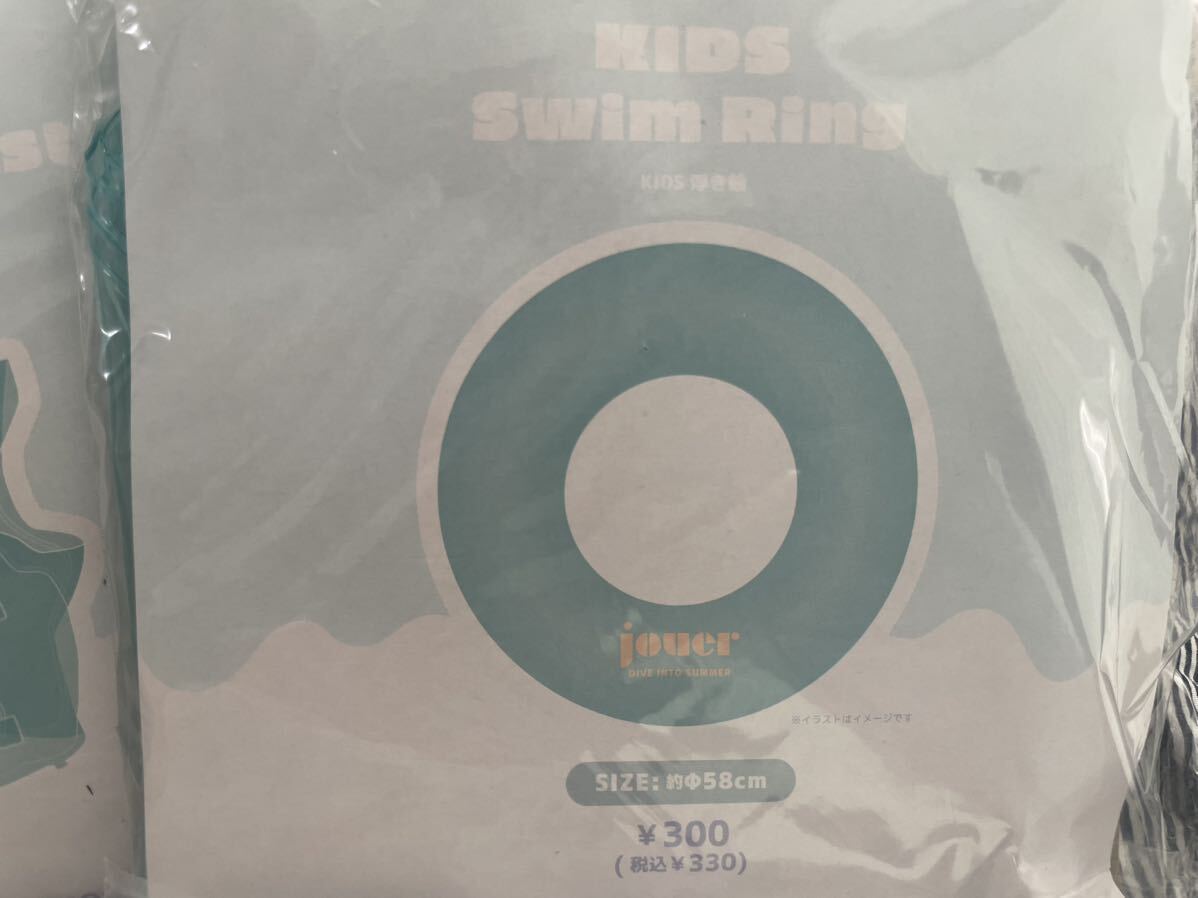 KIDS
Swim Ring
KIDS 浮き輪
jouer
DIVE INTO SUMMER
※イラストはイメージです
SIZE: 約Φ58cm
¥300
(税込¥330)